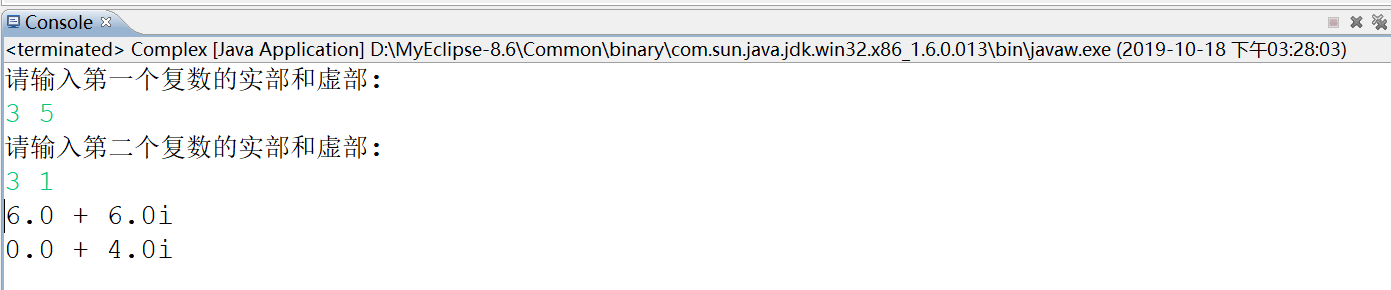 Console
<terminated> Complex [Java Application] D:\MyEclipse-8.6\Common\binary\com.sun.java.jdk.win32.x86_1.6.0.013\bin\javaw.exe (2019-10-18 下午03:28:03)
请输入第一个复数的实部和虚部:
3 5
请输入第二个复数的实部和虚部:
3 1
6.0 + 6.0i
0.0 + 4.0i